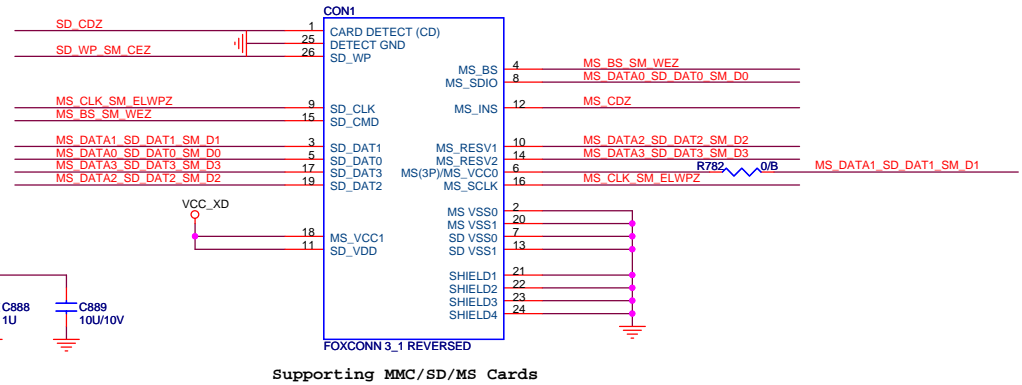 CON1
SD_CDZ
1
CARD DETECT (CD)
25
DETECT GND
SD_WP_SM_CEZ
26
SD_WP
MS_BS
4
MS_BS_SM_WEZ
MS_SDIO
8
MS_DATA0_SD_DAT0_SM_D0
MS_CLK_SM_ELWPZ
9
SD_CLK
MS_INS
12
MS_CDZ
MS_BS_SM_WEZ
15
SD_CMD
MS_DATA1_SD_DAT1_SM_D1
3
SD_DAT1
MS_RESV1
10
MS_DATA2_SD_DAT2_SM_D2
MS_DATA0_SD_DAT0_SM_D0
5
SD_DAT0
MS_RESV2
14
MS_DATA3_SD_DAT3_SM_D3
MS_DATA3_SD_DAT3_SM_D3
17
SD_DAT3
MS(3P)/MS_VCC0
6
R782
0/B
MS_DATA1_SD_DAT1_SM_D1
MS_DATA2_SD_DAT2_SM_D2
19
SD_DAT2
MS_SCLK
16
MS_CLK_SM_ELWPZ
VCC_XD
MS VSS0
2
MS VSS1
20
18
MS_VCC1
SD VSS0
7
11
SD_VDD
SD VSS1
13
SHIELD1
21
SHIELD2
22
SHIELD3
23
SHIELD4
24
C888
1U
C889
10U/10V
FOXCONN 3_1 REVERSED
Supporting MMC/SD/MS Cards